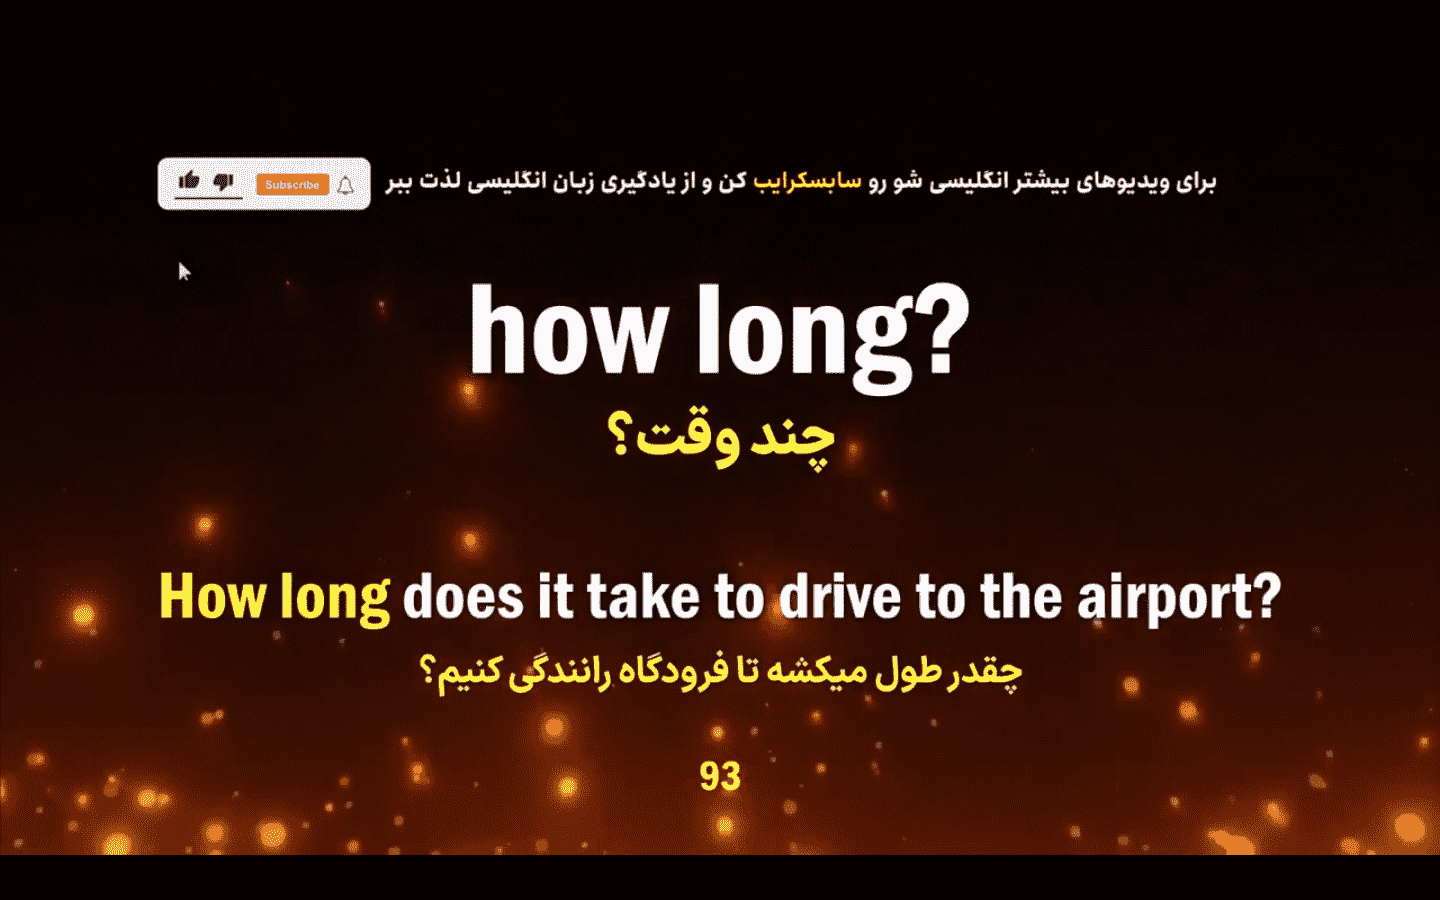 برای ویدیوهای بیشتر انگلیسی شو رو سابسکرایب کن و از یادگیری زبان انگلیسی لذت ببر
Subscribe
how long?
چند وقت؟
How long does it take to drive to the airport?
چقدر طول میکشه تا فرودگاه رانندگی کنیم؟
93